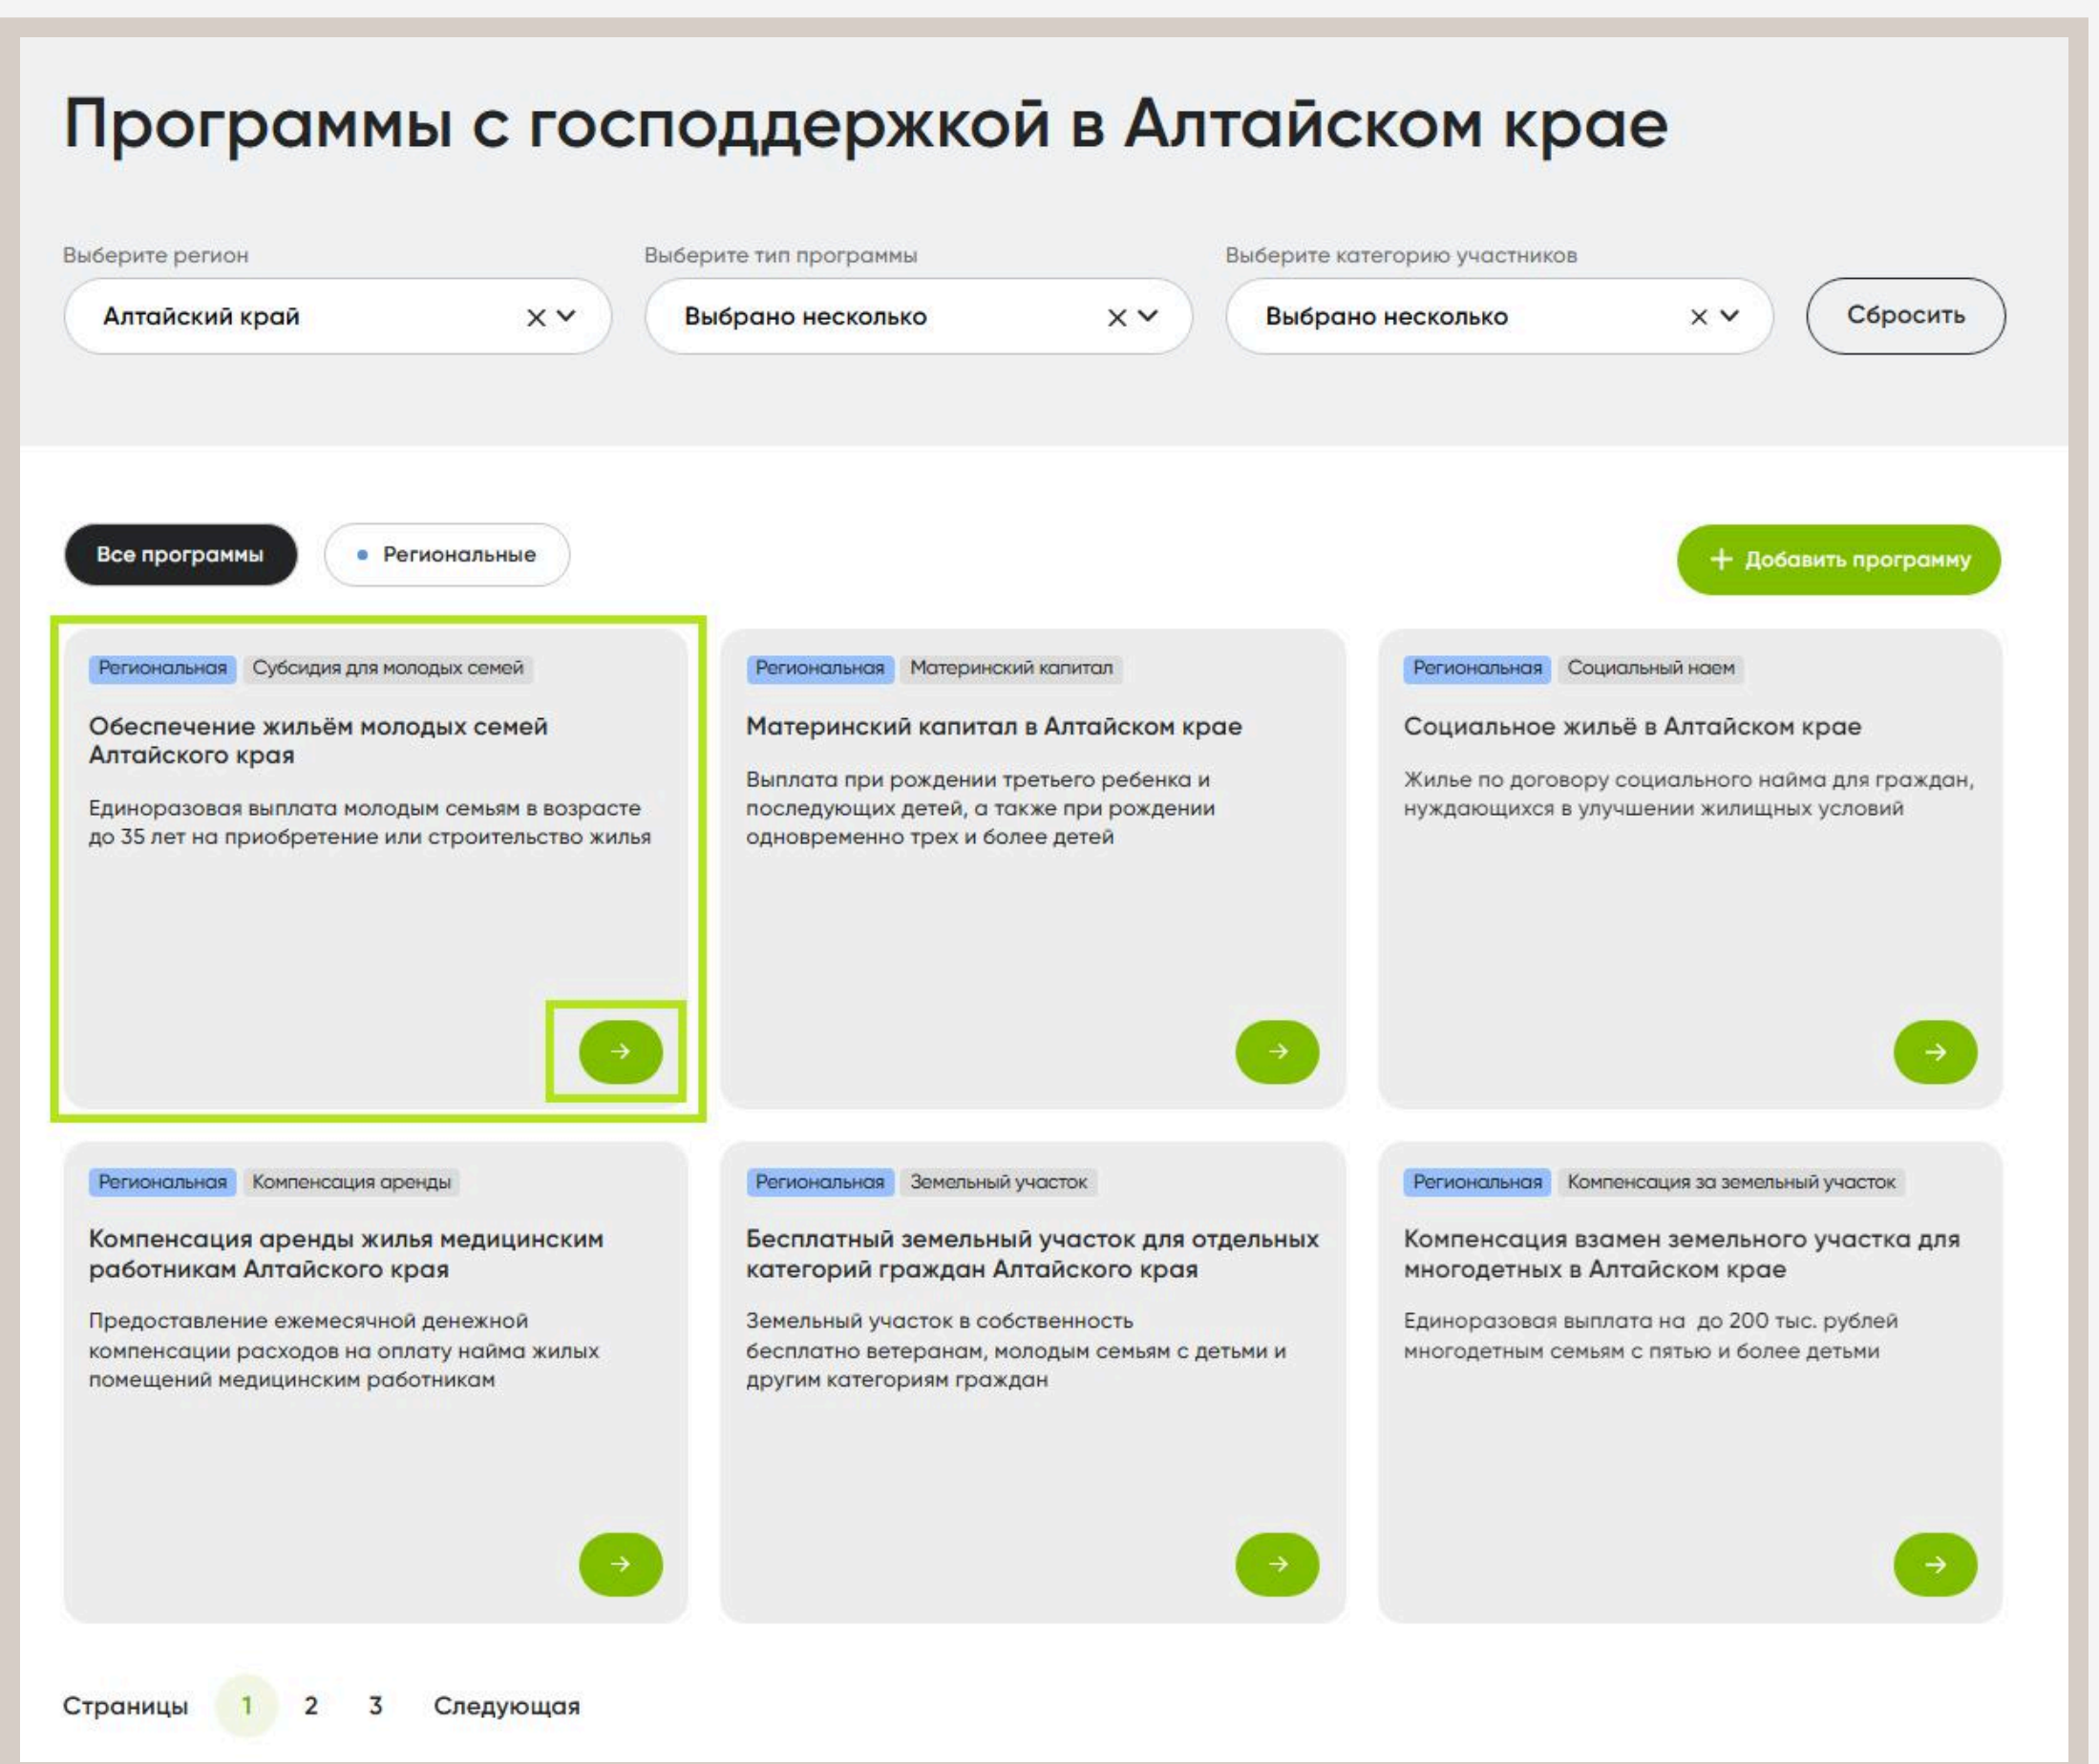 Программы с господдержкой в Алтайском крае
Выберите регион
Выберите тип программы
Выберите категорию участников
Алтайский край
Выбрано несколько
Выбрано несколько
Сбросить
Все программы
Региональные
+ Добавить программу
Региональная
Субсидия для молодых семей
Обеспечение жильём молодых семей
Алтайского края
Единоразовая выплата молодым семьям в возрасте
до 35 лет на приобретение или строительство жилья
Региональная
Материнский капитал
Материнский капитал в Алтайском крае
Выплата при рождении третьего ребенка и
последующих детей, а также при рождении
одновременно трех и более детей
Региональная
Социальный наем
Социальное жильё в Алтайском крае
Жилье по договору социального найма для граждан,
нуждающихся в улучшении жилищных условий
Региональная
Компенсация аренды
Компенсация аренды жилья медицинским
работникам Алтайского края
Предоставление ежемесячной денежной
компенсации расходов на оплату найма жилых
помещений медицинским работникам
Региональная
Земельный участок
Бесплатный земельный участок для отдельных
категорий граждан Алтайского края
Земельный участок в собственность
бесплатно ветеранам, молодым семьям с детьми и
другим категориям граждан
Региональная
Компенсация за земельный участок
Компенсация взамен земельного участка для
многодетных в Алтайском крае
Единоразовая выплата на до 200 тыс. рублей
многодетным семьям с пятью и более детьми
Страницы 1 2 3 Следующая